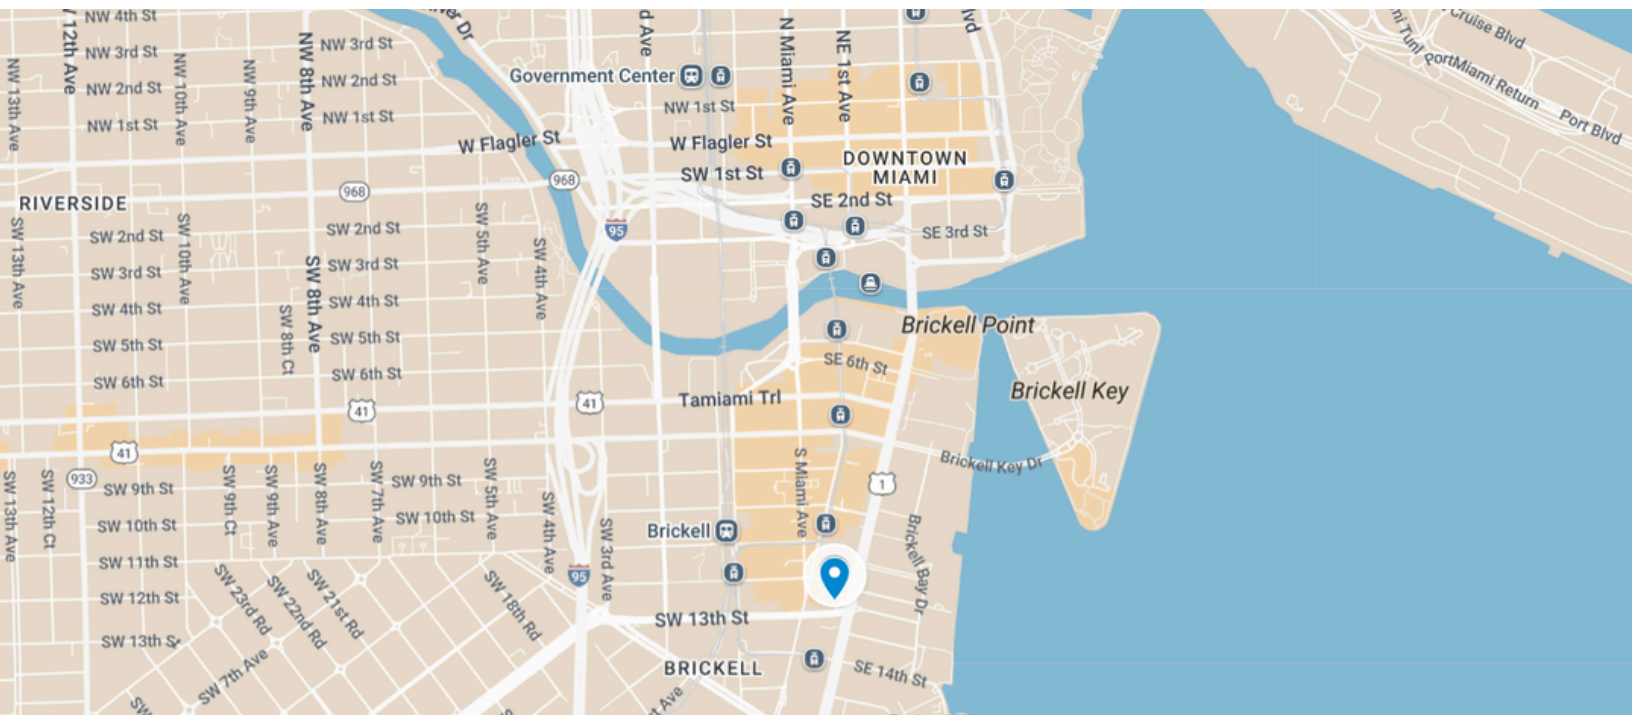 NW 4th St
NW 3rd St
NW 2nd St
NW 1st St
12th Ave
NW 13th Ave
NW 10th Ave
NW 9th Ave
NW 8th Ave
NW 3rd St
NW 2nd St
NW 1st St
River Dr
d Ave
N Miami Ave
NE 1st Ave
lvd
Government Center
NW 1st St
W Flagler St
W Flagler St
SW 1st St
DOWNTOWN
MIAMI
SE 2nd St
SE 3rd St
Cruise Blvd
mi Tunl
PortMiami Return
Port Blvd
968
968
95
RIVERSIDE
SW 2nd St
SW 3rd St
SW 4th St
SW 5th St
SW 6th St
SW 13th Ave
SW 10th Ave
SW 8th Ct
SW 8th Ave
SW 2nd St
SW 3rd St
SW 4th St
SW 5th St
SW 6th St
SW 5th Ave
SW 4th Ave
Brickell Point
SE 6th St
Brickell Key
Tamiami Trl
41
41
41
933
Brickell Key Dr
1
SW 13th Ave
SW 12th Ct
SW 9th St
SW 10th St
SW 11th St
SW 12th St
SW 13th St
SW 9th Ct
SW 9th Ave
SW 8th Ave
SW 7th Ave
SW 9th St
SW 10th St
SW 5th Ave
SW 4th Ave
SW 3rd Ave
95
S Miami Ave
Brickell
Brickell Bay Dr
SW 23rd Rd
SW 22nd Rd
SW 21st Rd
SW 18th Rd
SW 13th St
SW 7th Ave
BRICKELL
SE 14th St
SW
st Ave